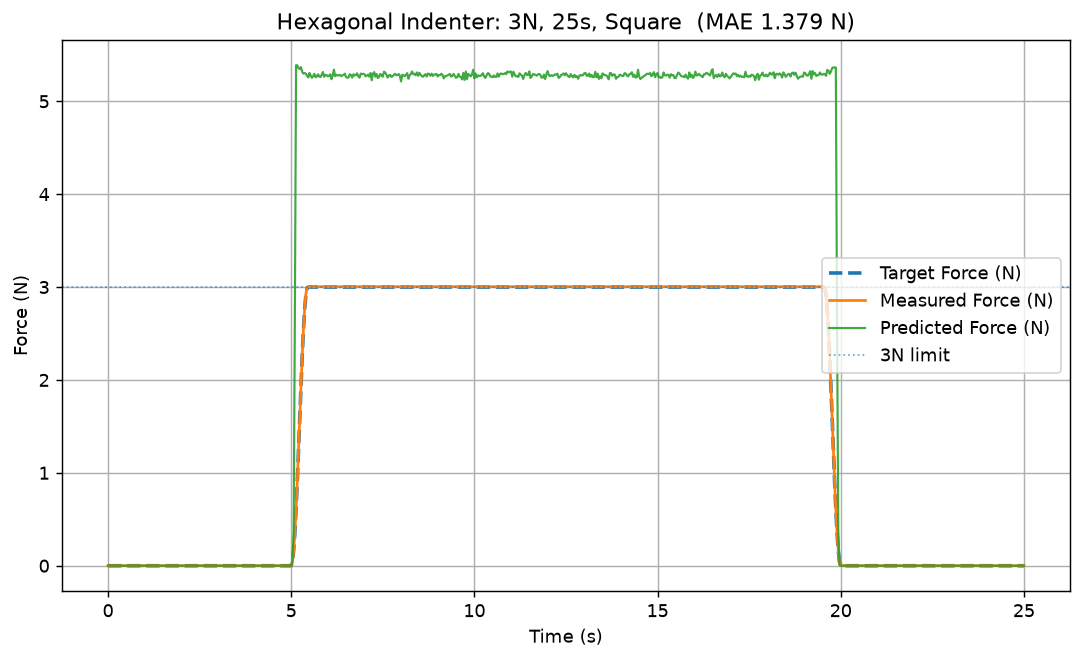 Hexagonal Indenter: 3N, 25s, Square (MAE 1.379 N)
5
4
3
2
1
0
Force (N)
Target Force (N)
Measured Force (N)
Predicted Force (N)
3N limit
0 5 10 15 20 25
Time (s)